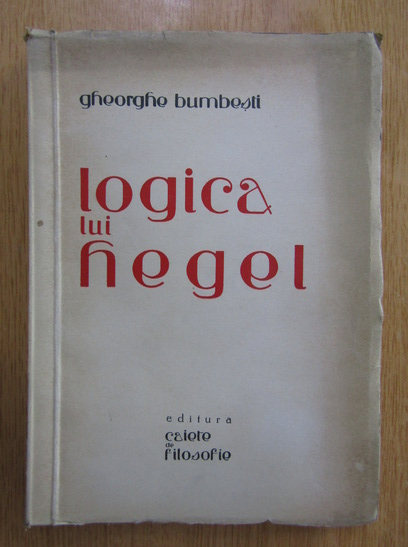 gheorghe bumbești
logica
lui
hegel
editura
caiete
de
filosofie